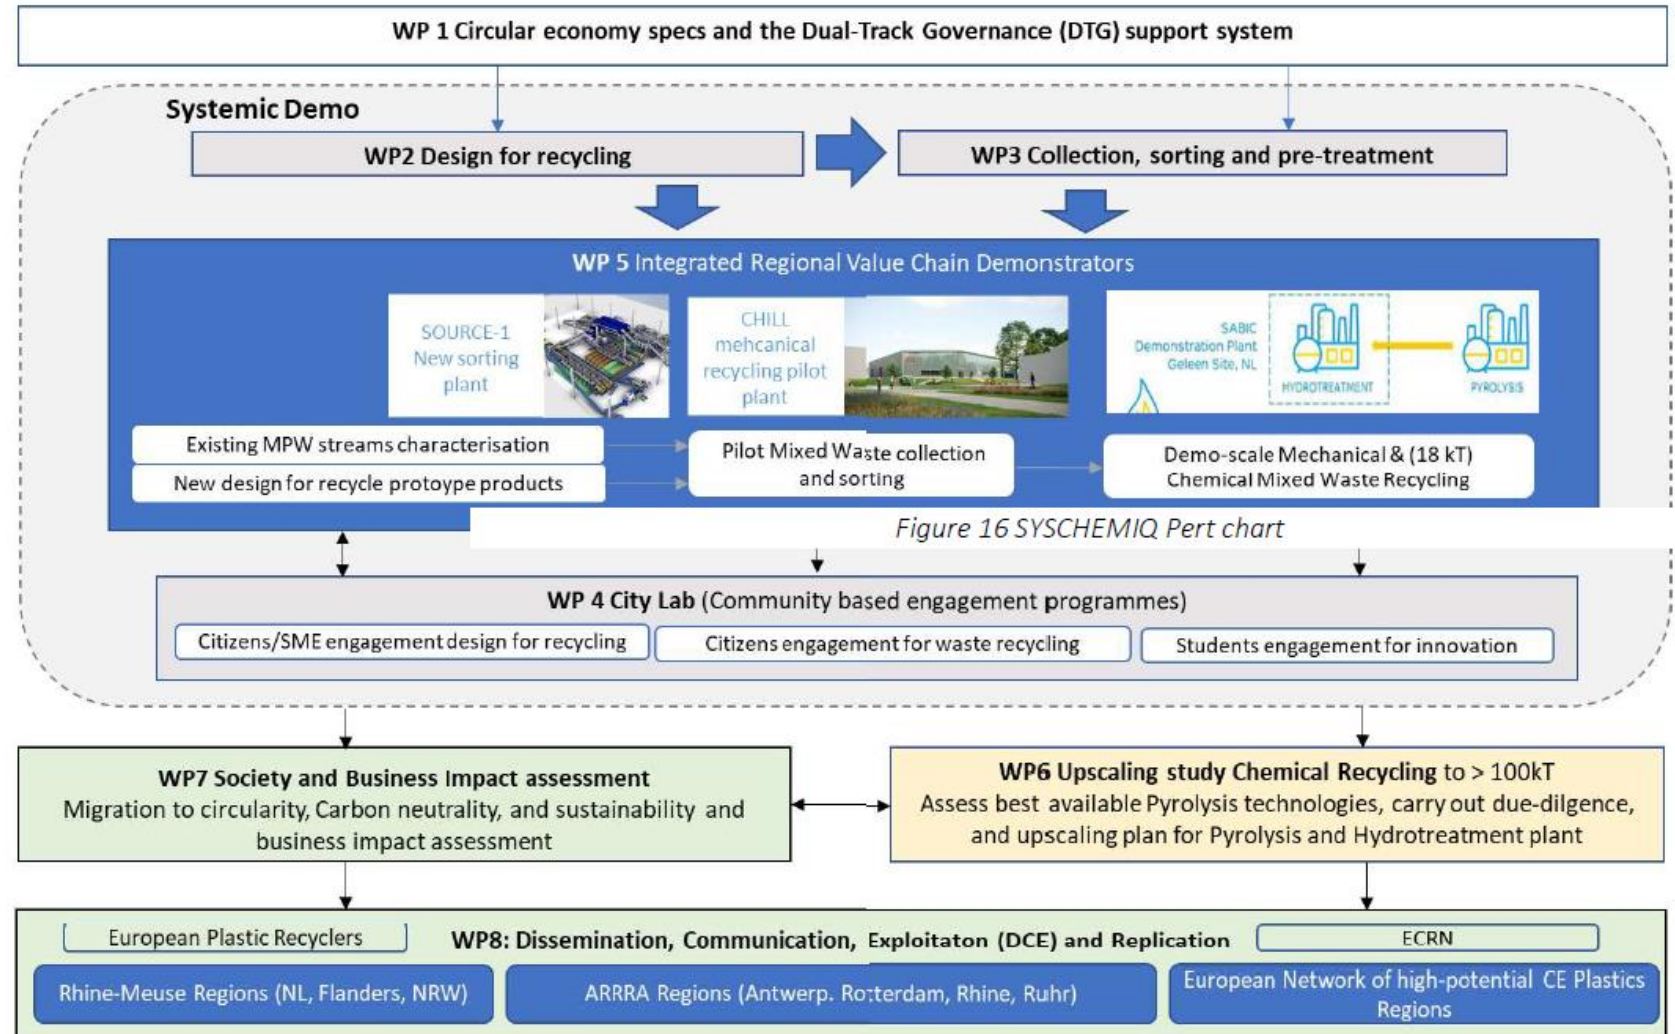 WP 1 Circular economy specs and the Dual-Track Governance (DTG) support system
Systemic Demo
WP2 Design for recycling
WP3 Collection, sorting and pre-treatment
WP 5 Integrated Regional Value Chain Demonstrators
SOURCE-1
New sorting
plant
CHILL
mehcanical
recycling pilot
plant
SABIC
Demonstration Plant
Geleen Site, NL
HYDROTREATMENT
PYROLYSIS
Existing MPW streams characterisation
New design for recycle protoype products
Pilot Mixed Waste collection
and sorting
Demo-scale Mechanical & (18 kT)
Chemical Mixed Waste Recycling
Figure 16 SYSCHEMIQ Pert chart
WP 4 City Lab (Community based engagement programmes)
Citizens/SME engagement design for recycling
Citizens engagement for waste recycling
Students engagement for innovation
WP7 Society and Business Impact assessment
Migration to circularity, Carbon neutrality, and sustainability and
business impact assessment
WP6 Upscaling study Chemical Recycling to > 100kT
Assess best available Pyrolysis technologies, carry out due-dilgence,
and upscaling plan for Pyrolysis and Hydrotreatment plant
European Plastic Recyclers
WP8: Dissemination, Communication, Exploitaton (DCE) and Replication
ECRN
Rhine-Meuse Regions (NL, Flanders, NRW)
ARRRA Regions (Antwerp. Rotterdam, Rhine, Ruhr)
European Network of high-potential CE Plastics
Regions